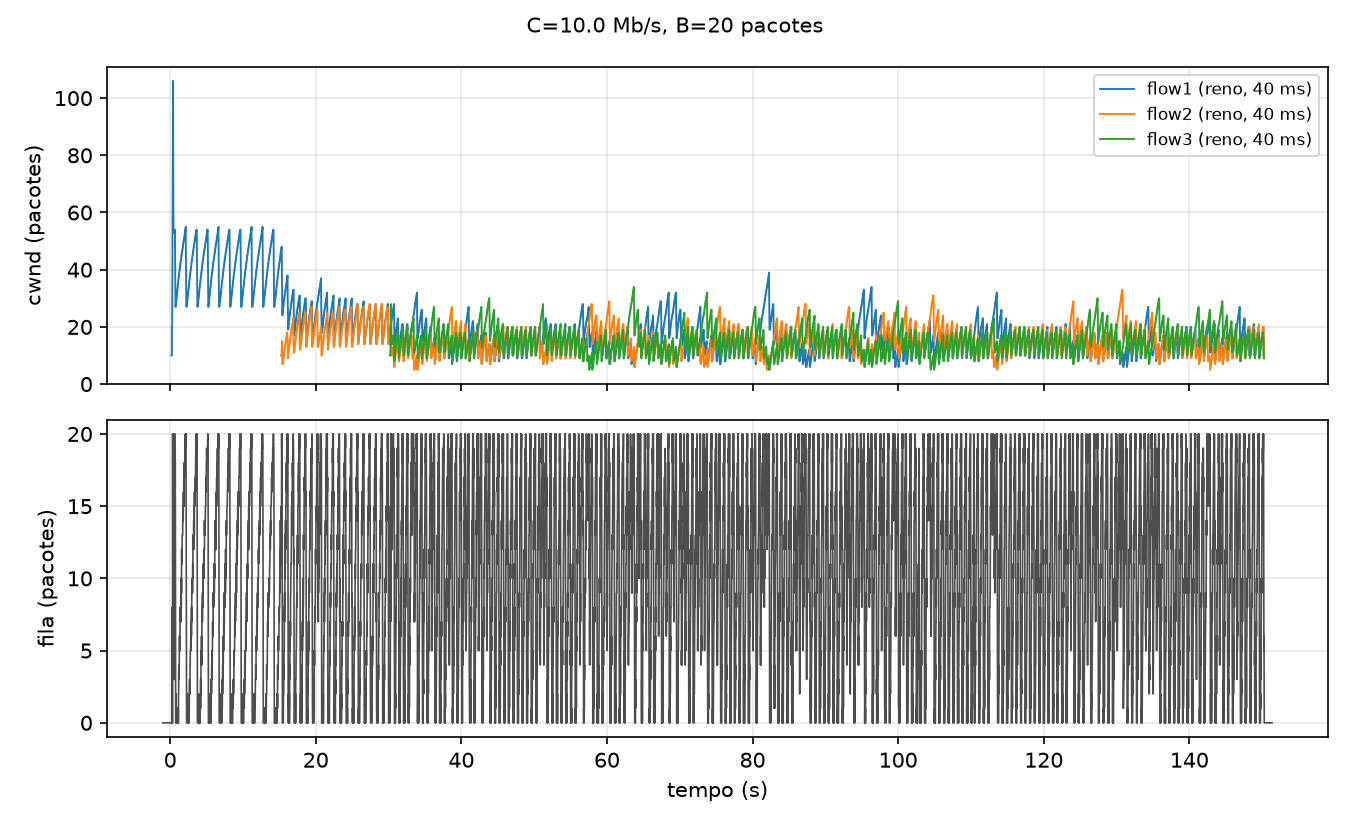 C=10.0 Mb/s, B=20 pacotes
cwnd (pacotes)
100
80
60
40
20
0
flow1 (reno, 40 ms)
flow2 (reno, 40 ms)
flow3 (reno, 40 ms)
fila (pacotes)
20
15
10
5
0
0 20 40 60 80 100 120 140
tempo (s)